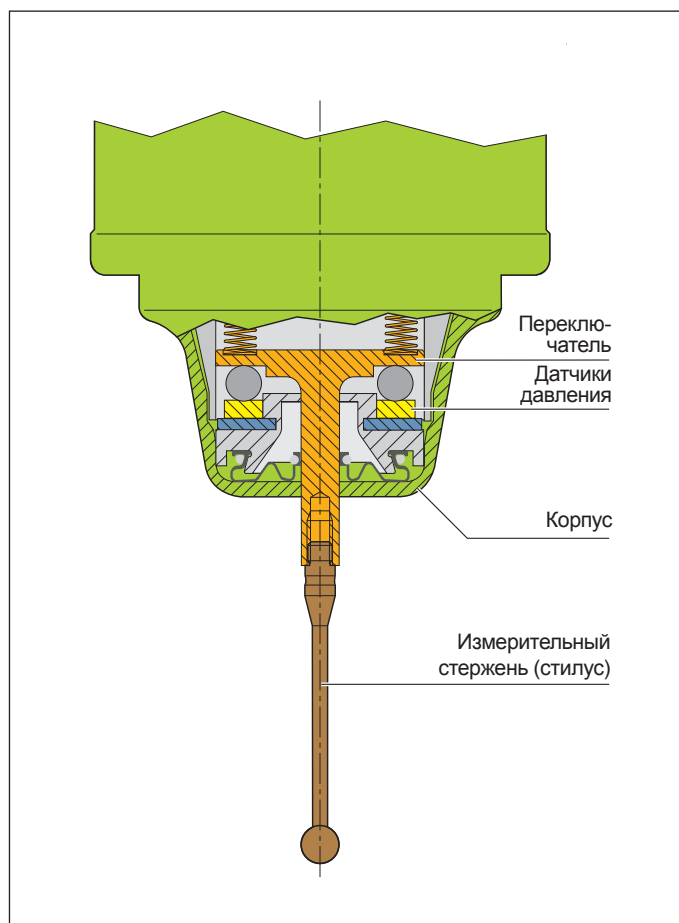 Переклю-
чатель
Датчики
давления
Корпус
Измерительный
стержень (стилус)